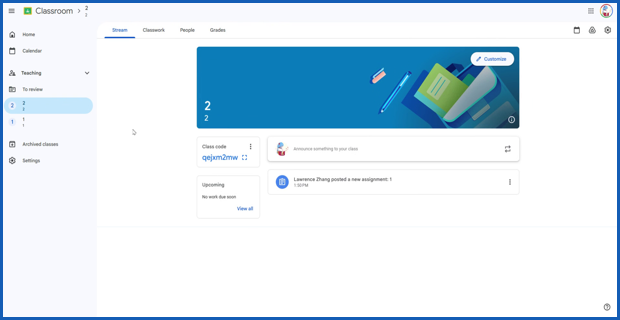 Classroom > 2
2
Stream Classwork People Grades
Home
Calendar
Teaching
To review
2 2
2
1 1
1
Archived classes
Settings
2
2
Customize
Class code
qejxm2mw
Announce something to your class
Upcoming
No work due soon
View all
Lawrence Zhang posted a new assignment: 1
1:50 PM